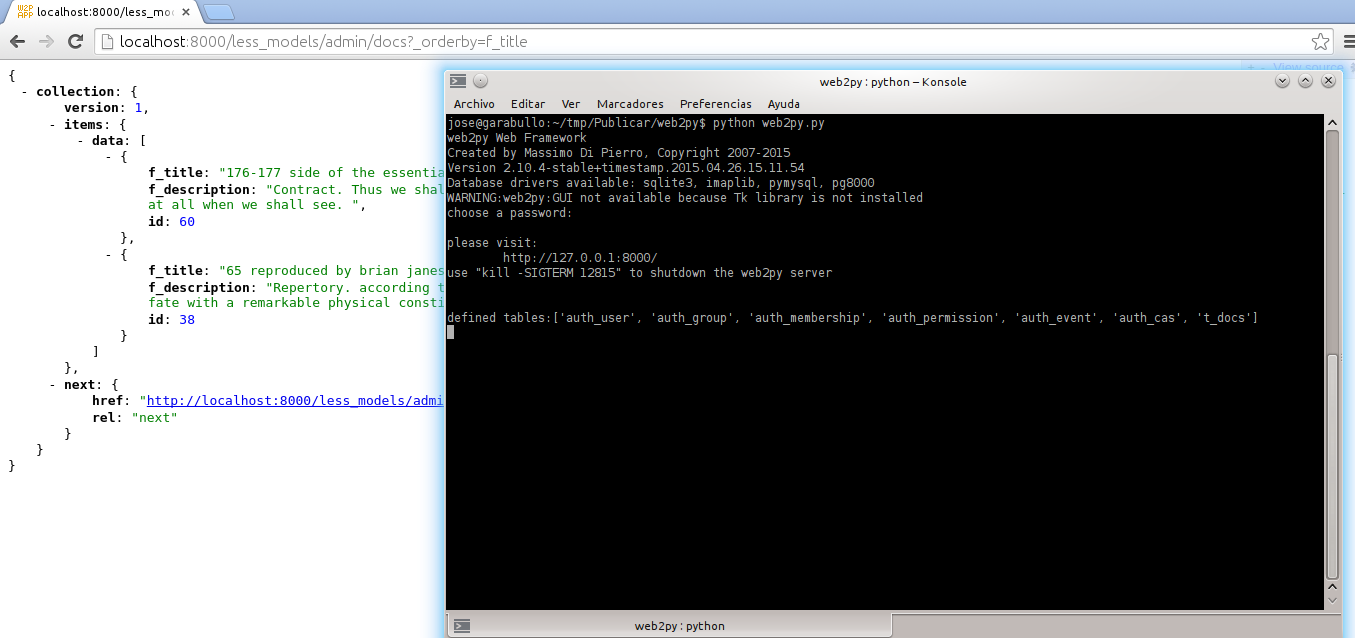 W2P
APP
localhost:8000/less_mo
localhost:8000/less_models/admin/docs?_orderby=f_title
View source
{
- collection: {
version: 1,
- items: {
- data: [
- {
f_title: "176-177 side of the essentia
f_description: "Contract. Thus we shal
at all when we shall see. ",
id: 60
},
- {
f_title: "65 reproduced by brian janes
f_description: "Repertory. according t
fate with a remarkable physical consti
id: 38
}
]
},
- next: {
href: "http://localhost:8000/less_models/admi
rel: "next"
}
}
}
web2py : python – Konsole
Archivo Editar Ver Marcadores Preferencias Ayuda
jose@garabullo:~/tmp/Publicar/web2py$ python web2py.py
web2py Web Framework
Created by Massimo Di Pierro, Copyright 2007-2015
Version 2.10.4-stable+timestamp.2015.04.26.15.11.54
Database drivers available: sqlite3, imaplib, pymysql, pg8000
WARNING:web2py:GUI not available because Tk library is not installed
choose a password:
please visit:
http://127.0.0.1:8000/
use "kill -SIGTERM 12815" to shutdown the web2py server
defined tables:['auth_user', 'auth_group', 'auth_membership', 'auth_permission', 'auth_event', 'auth_cas', 't_docs']
web2py : python